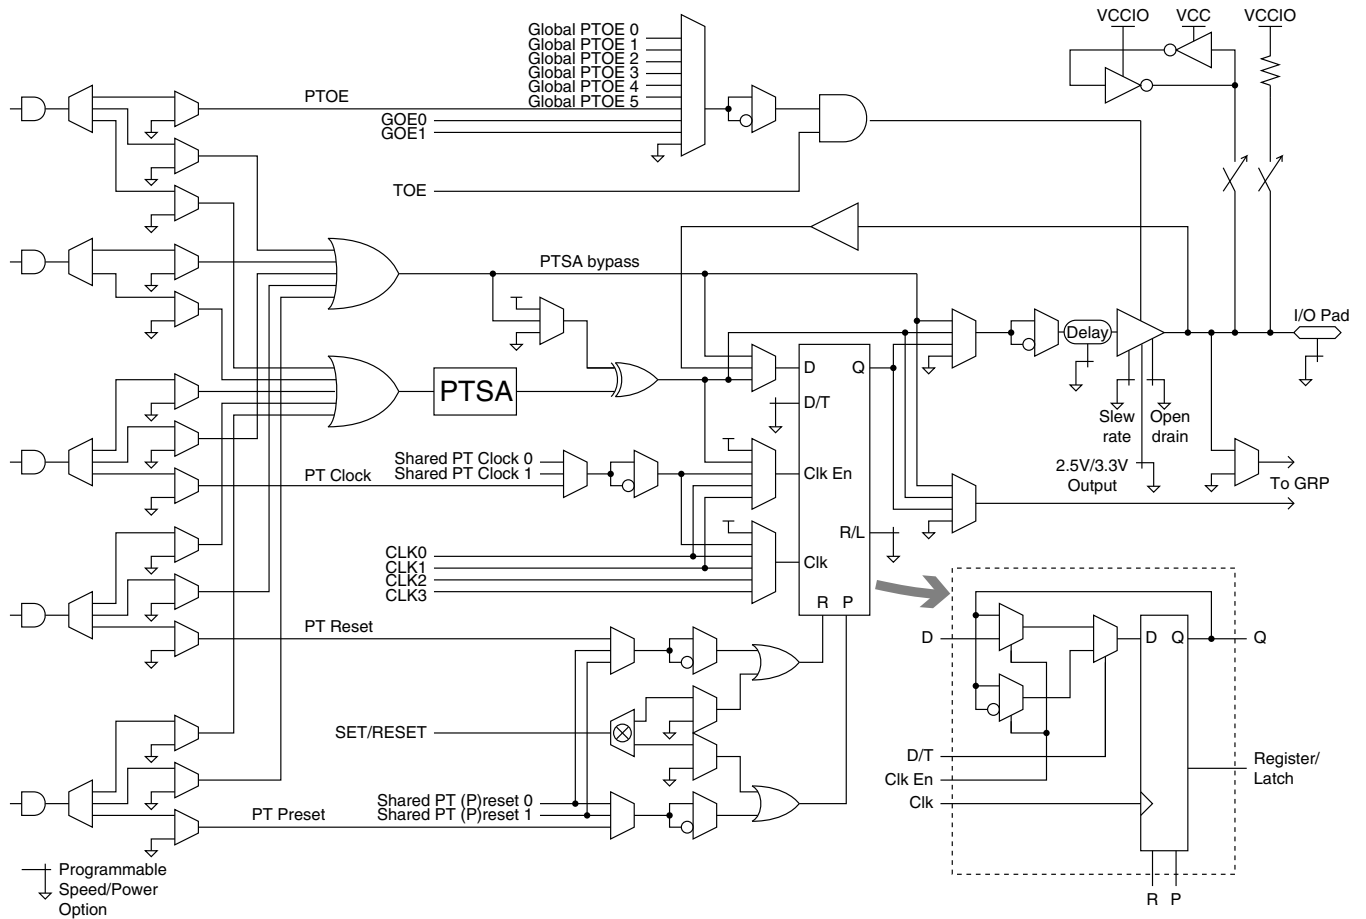 VCCIO
VCC
VCCIO
Global PTOE 0
Global PTOE 1
Global PTOE 2
Global PTOE 3
Global PTOE 4
Global PTOE 5
PTOE
GOE0
GOE1
TOE
PTSA bypass
I/O Pad
Delay
D
Q
PTSA
D/T
Slew
rate
Open
drain
Shared PT Clock 0
Shared PT Clock 1
PT Clock
Clk En
2.5V/3.3V
Output
To GRP
R/L
CLK0
CLK1
CLK2
CLK3
Clk
R
P
PT Reset
D
D
Q
Q
SET/RESET
D/T
Clk En
Clk
Register/
Latch
Shared PT (P)reset 0
Shared PT (P)reset 1
PT Preset
Programmable
Speed/Power
Option
R
P